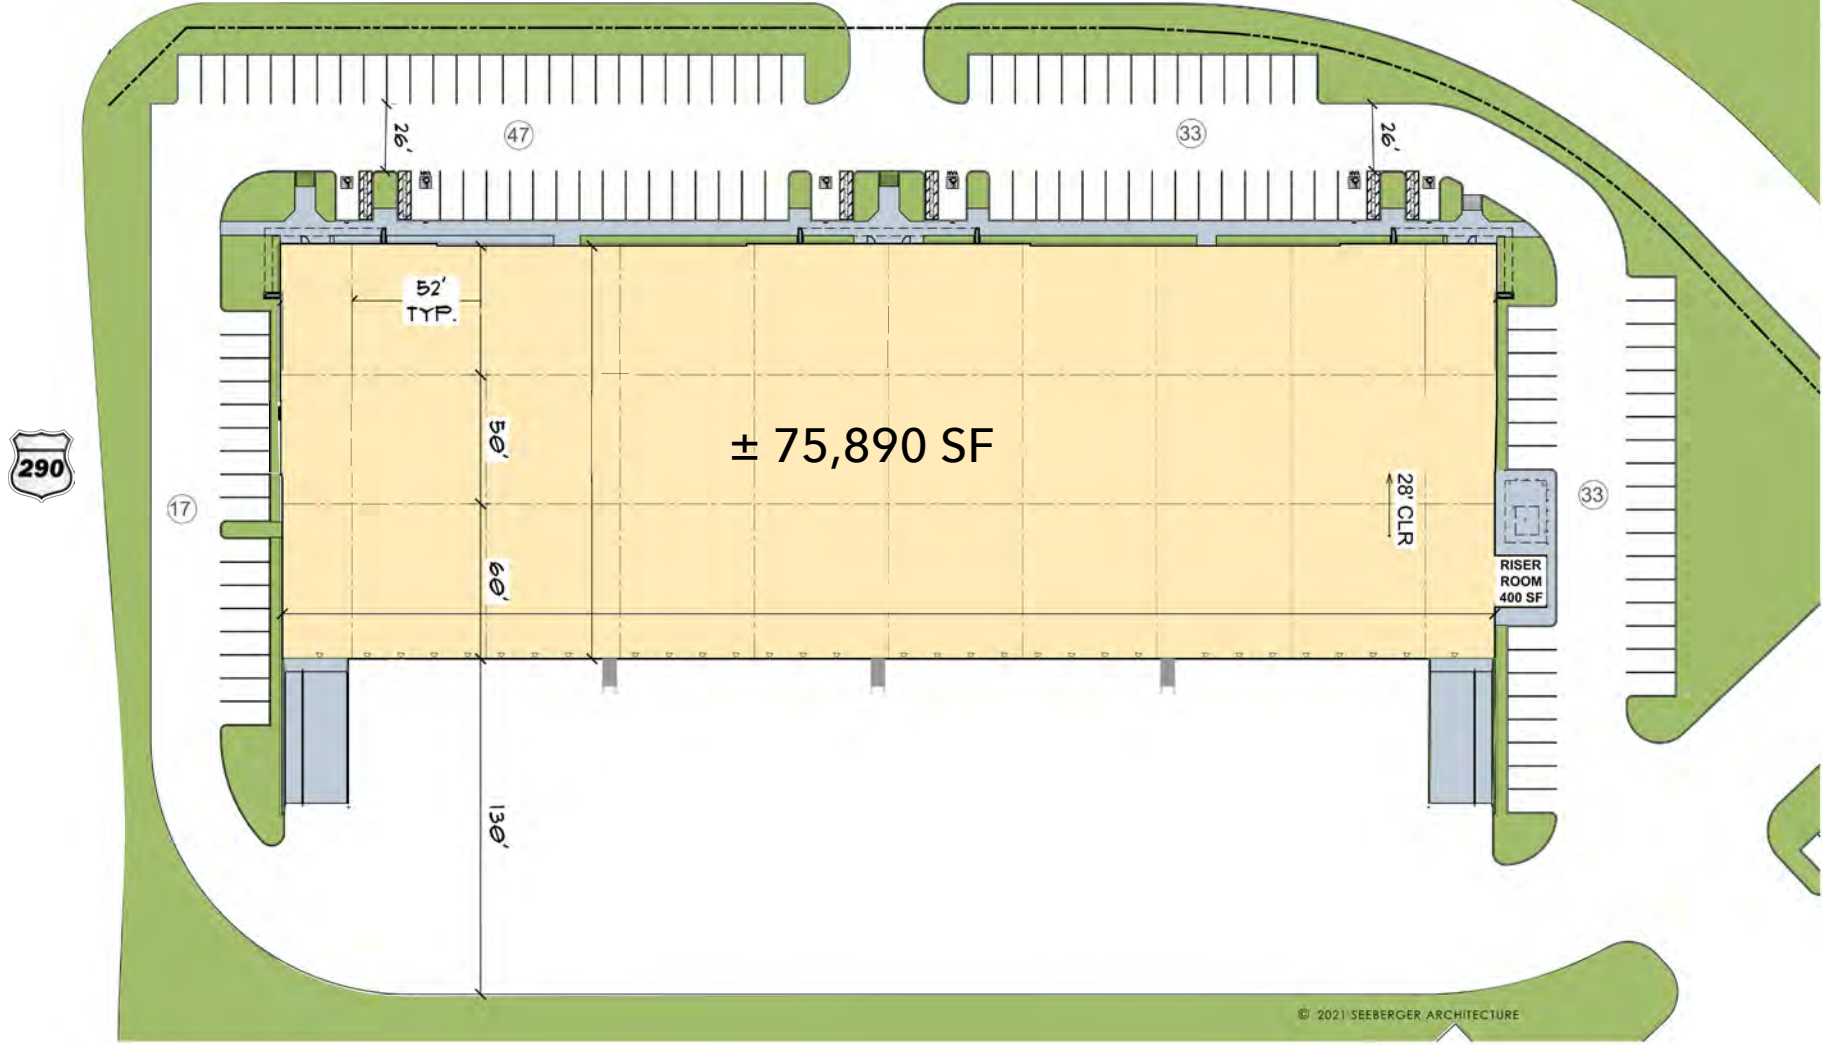 26'
47
33
26'
52'
TYP.
50'
± 75,890 SF
290
28' CLR
17
33
60'
RISER
ROOM
400 SF
130'
© 2021 SEEBERGER ARCHITECTURE